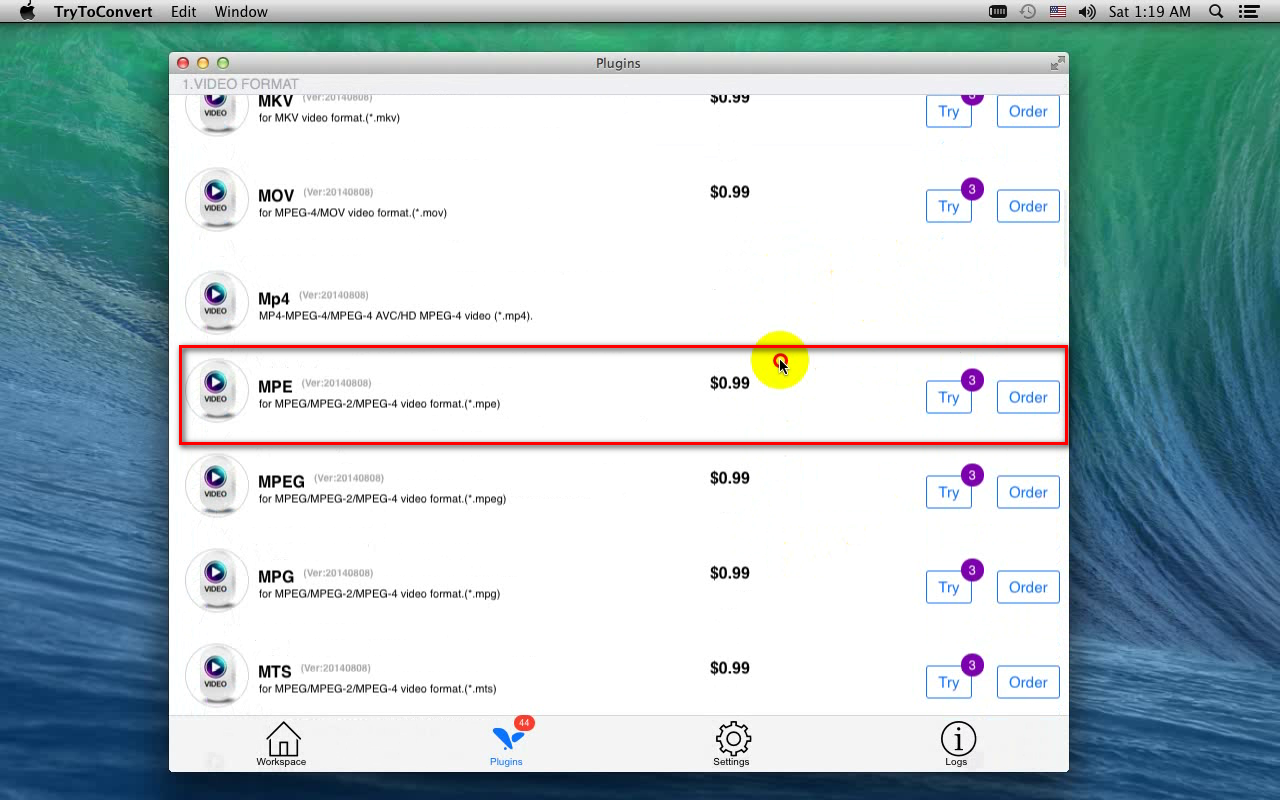 TryToConvert Edit Window Sat 1:19 AM
Plugins
1.VIDEO FORMAT
VIDEO MKV (Ver:20140808) $0.99 3
for MKV video format.(*.mkv) Try Order
VIDEO MOV (Ver:20140808) $0.99 3
for MPEG-4/MOV video format.(*.mov) Try Order
VIDEO Mp4 (Ver:20140808)
MP4-MPEG-4/MPEG-4 AVC/HD MPEG-4 video (*.mp4).
VIDEO MPE (Ver:20140808) $0.99 3
for MPEG/MPEG-2/MPEG-4 video format.(*.mpe) Try Order
VIDEO MPEG (Ver:20140808) $0.99 3
for MPEG/MPEG-2/MPEG-4 video format.(*.mpeg) Try Order
VIDEO MPG (Ver:20140808) $0.99 3
for MPEG/MPEG-2/MPEG-4 video format.(*.mpg) Try Order
VIDEO MTS (Ver:20140808) $0.99 3
for MPEG/MPEG-2/MPEG-4 video format.(*.mts) Try Order
44
Workspace Plugins Settings Logs